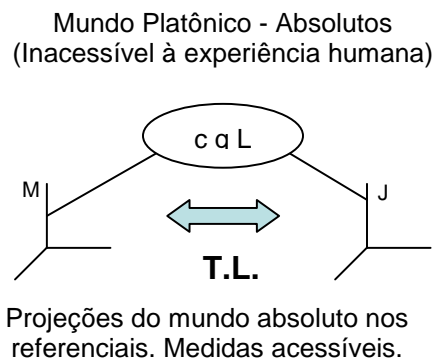 Mundo Platônico - Absolutos
(Inacessível à experiência humana)
c q L
M
J
T.L.
Projeções do mundo absoluto nos
referenciais. Medidas acessíveis.